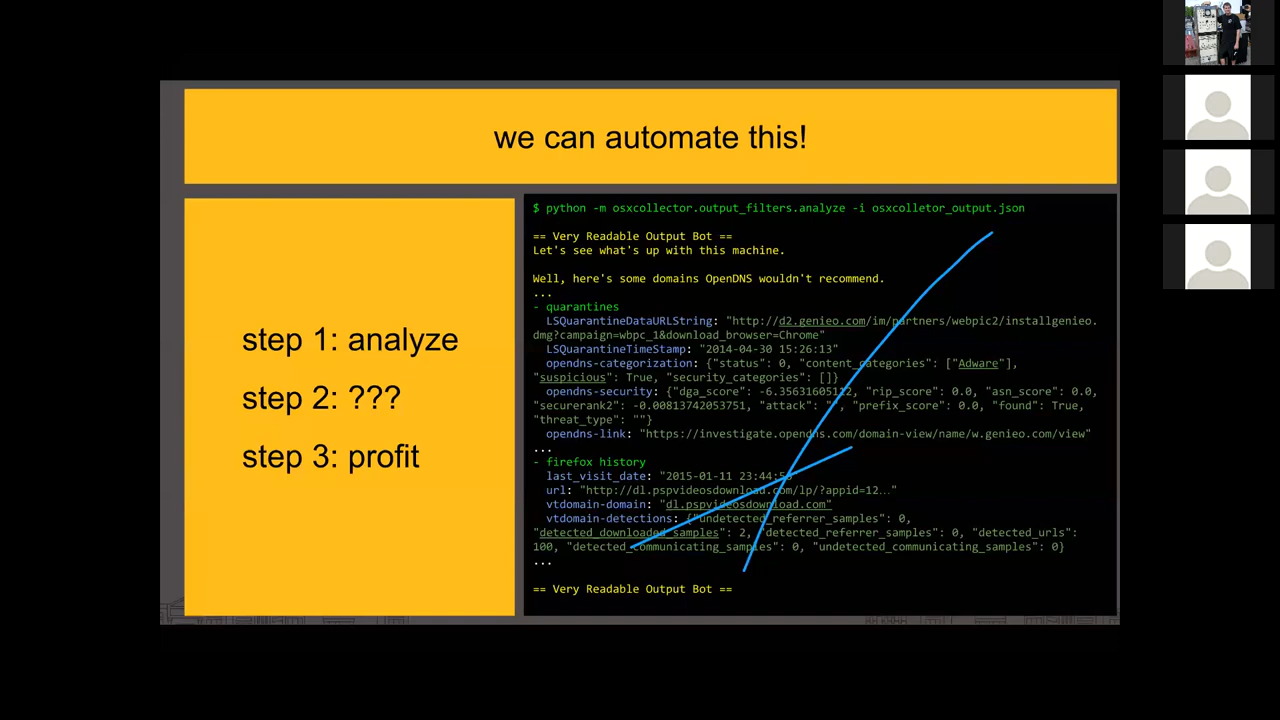 we can automate this!
step 1: analyze
step 2: ???
step 3: profit
$ python -m osxcollector.output_filters.analyze -i osxcolletor_output.json
== Very Readable Output Bot ==
Let's see what's up with this machine.
Well, here's some domains OpenDNS wouldn't recommend.
...
- quarantines
LSQuarantineDataURLString: "http://d2.genieo.com/im/partners/webpic2/installgenieo.
dmg?campaign=wbpc_1&download_browser=Chrome"
LSQuarantineTimeStamp: "2014-04-30 15:26:13"
opendns-categorization: {"status": 0, "content_categories": ["Adware"],
"suspicious": True, "security_categories": []}
opendns-security: {"dga_score": -6.35631605112, "rip_score": 0.0, "asn_score": 0.0,
"securerank2": -0.00813742053751, "attack": "", "prefix_score": 0.0, "found": True,
"threat_type": ""}
opendns-link: "https://investigate.opendns.com/domain-view/name/w.genieo.com/view"
...
- firefox history
last_visit_date: "2015-01-11 23:44:
url: "http://dl.pspvideosdownload.com/lp/?appid=12..."
vtdomain-domain: "dl.pspvideosdownload.com"
vtdomain-detections: {"undetected_referrer_samples": 0,
"detected_downloaded_samples": 2, "detected_referrer_samples": 0, "detected_urls":
100, "detected_communicating_samples": 0, "undetected_communicating_samples": 0}
...
== Very Readable Output Bot ==